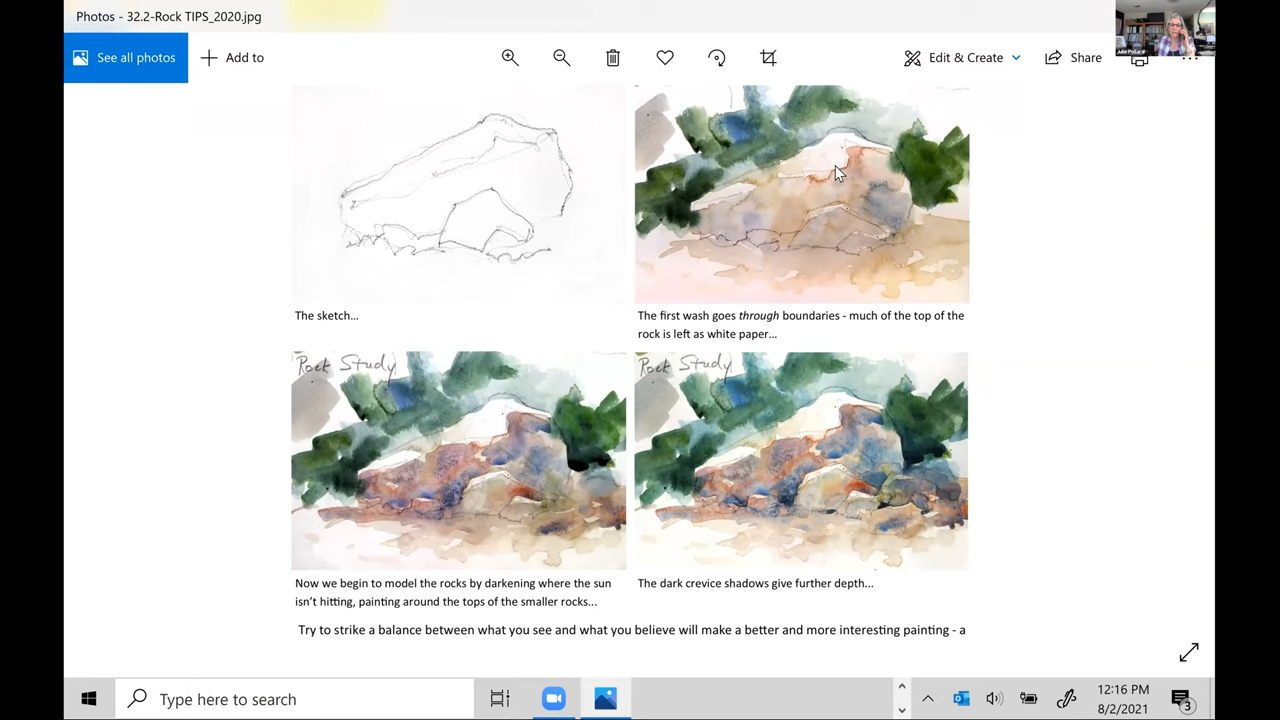 Photos - 32.2-Rock TIPS_2020.jpg
See all photos
Add to
Edit & Create
Share
Julie Pollard
The sketch...
The first wash goes through boundaries - much of the top of the
rock is left as white paper...
Rock Study
Rock Study
Now we begin to model the rocks by darkening where the sun
isn't hitting, painting around the tops of the smaller rocks...
The dark crevice shadows give further depth...
Try to strike a balance between what you see and what you believe will make a better and more interesting painting - a
Type here to search
12:16 PM
8/2/2021
3